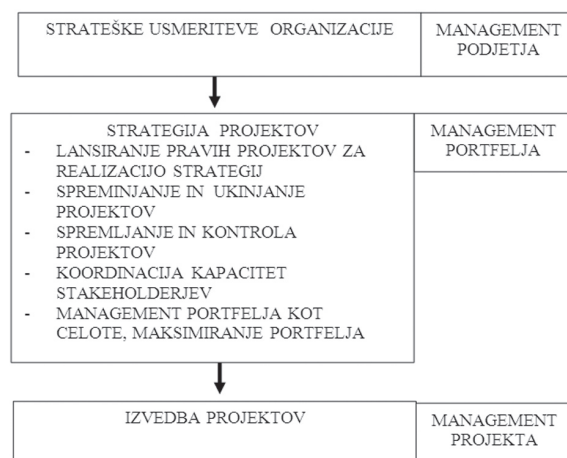 STRATEŠKE USMERITEVE ORGANIZACIJE
MANAGEMENT
PODJETJA
STRATEGIJA PROJEKTOV
- LANSIRANJE PRAVIH PROJEKTOV ZA
REALIZACIJO STRATEGIJ
- SPREMINJANJE IN UKINJANJE
PROJEKTOV
- SPREMLJANJE IN KONTROLA
PROJEKTOV
- KOORDINACIJA KAPACITET
STAKEHOLDERJEV
- MANAGEMENT PORTFELJA KOT
CELOTE, MAKSIMIRANJE PORTFELJA
MANAGEMENT
PORTFELJA
IZVEDBA PROJEKTOV
MANAGEMENT
PROJEKTA